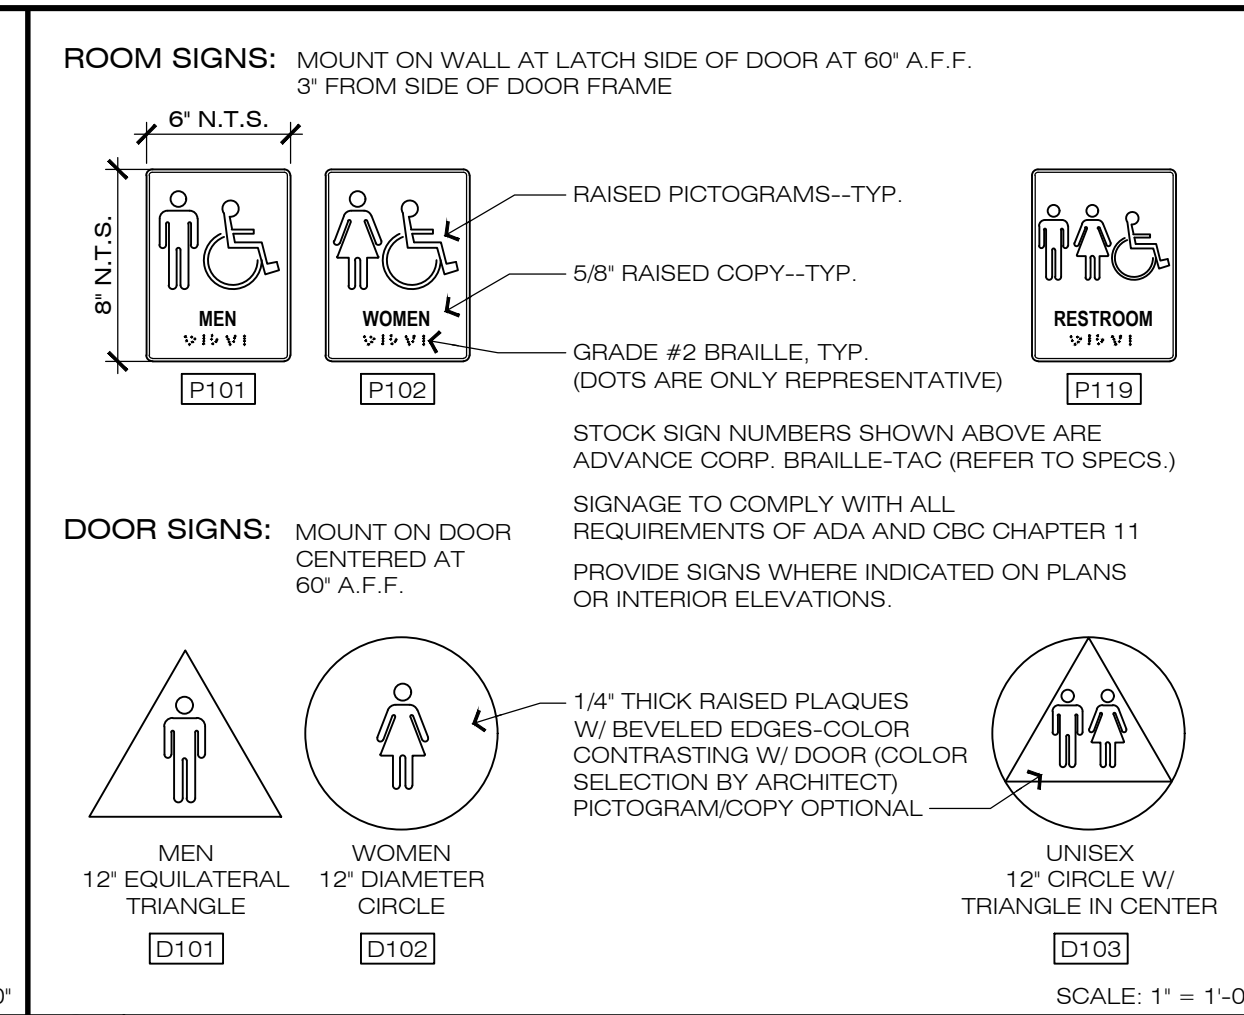 ROOM SIGNS: MOUNT ON WALL AT LATCH SIDE OF DOOR AT 60" A.F.F.
3" FROM SIDE OF DOOR FRAME
6" N.T.S.
8" N.T.S.
MEN
P101
WOMEN
P102
RAISED PICTOGRAMS--TYP.
5/8" RAISED COPY--TYP.
GRADE #2 BRAILLE, TYP.
(DOTS ARE ONLY REPRESENTATIVE)
RESTROOM
P119
STOCK SIGN NUMBERS SHOWN ABOVE ARE
ADVANCE CORP. BRAILLE-TAC (REFER TO SPECS.)
SIGNAGE TO COMPLY WITH ALL
REQUIREMENTS OF ADA AND CBC CHAPTER 11
PROVIDE SIGNS WHERE INDICATED ON PLANS
OR INTERIOR ELEVATIONS.
DOOR SIGNS: MOUNT ON DOOR
CENTERED AT
60" A.F.F.
1/4" THICK RAISED PLAQUES
W/ BEVELED EDGES-COLOR
CONTRASTING W/ DOOR (COLOR
SELECTION BY ARCHITECT)
PICTOGRAM/COPY OPTIONAL
MEN
12" EQUILATERAL
TRIANGLE
D101
WOMEN
12" DIAMETER
CIRCLE
D102
UNISEX
12" CIRCLE W/
TRIANGLE IN CENTER
D103
SCALE: 1" = 1'-0